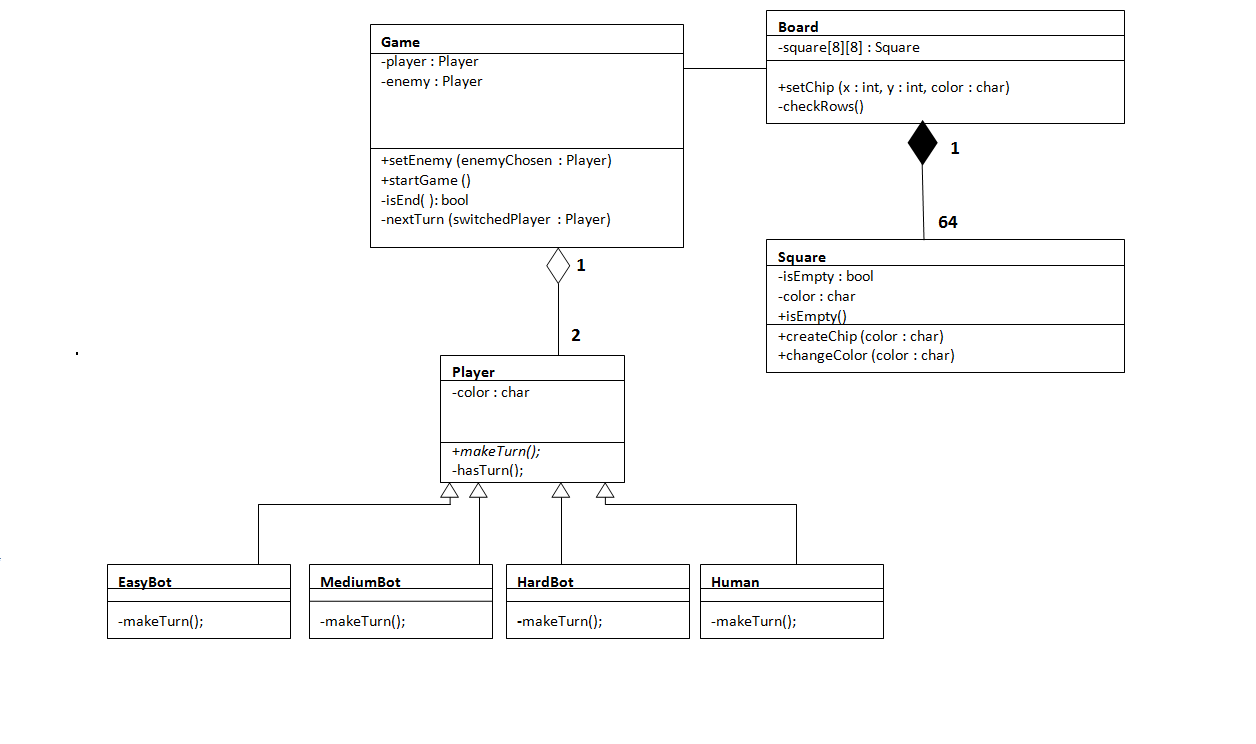 Game
-player : Player
-enemy : Player
+setEnemy (enemyChosen : Player)
+startGame ()
-isEnd( ): bool
-nextTurn (switchedPlayer : Player)
Board
-square[8][8] : Square
+setChip (x : int, y : int, color : char)
-checkRows()
1
64
Square
-isEmpty : bool
-color : char
+isEmpty()
+createChip (color : char)
+changeColor (color : char)
1
2
Player
-color : char
+makeTurn();
-hasTurn();
EasyBot
-makeTurn();
MediumBot
-makeTurn();
HardBot
-makeTurn();
Human
-makeTurn();